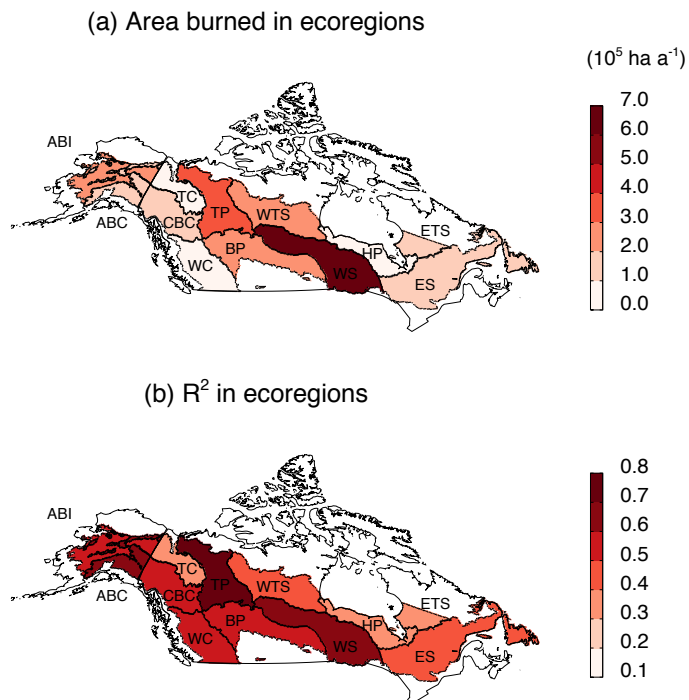 (a) Area burned in ecoregions
(10⁵ ha a⁻¹)
7.0
6.0
5.0
4.0
3.0
2.0
1.0
0.0
ABI
ABC
TC
CBC
TP
WTS
WC
BP
HP
WS
ETS
ES
(b) R² in ecoregions
0.8
0.7
0.6
0.5
0.4
0.3
0.2
0.1
ABI
ABC
TC
CBC
TP
WTS
WC
BP
HP
WS
ETS
ES